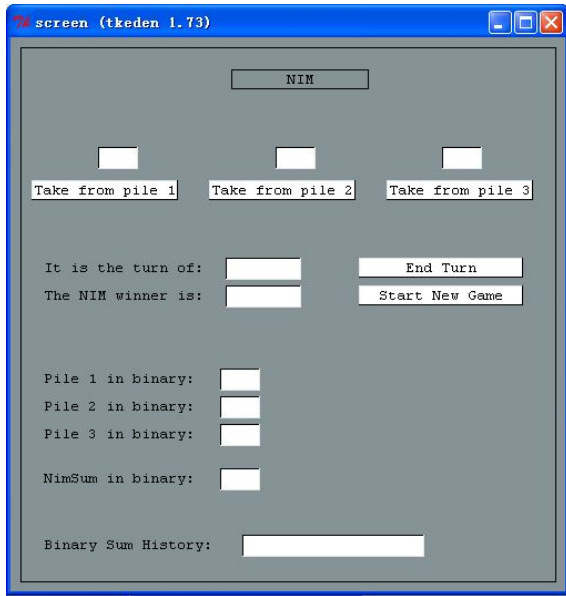 screen (tkeden 1.73)
NIM
Take from pile 1 Take from pile 2 Take from pile 3
It is the turn of: End Turn
The NIM winner is: Start New Game
Pile 1 in binary:
Pile 2 in binary:
Pile 3 in binary:
NimSum in binary:
Binary Sum History: